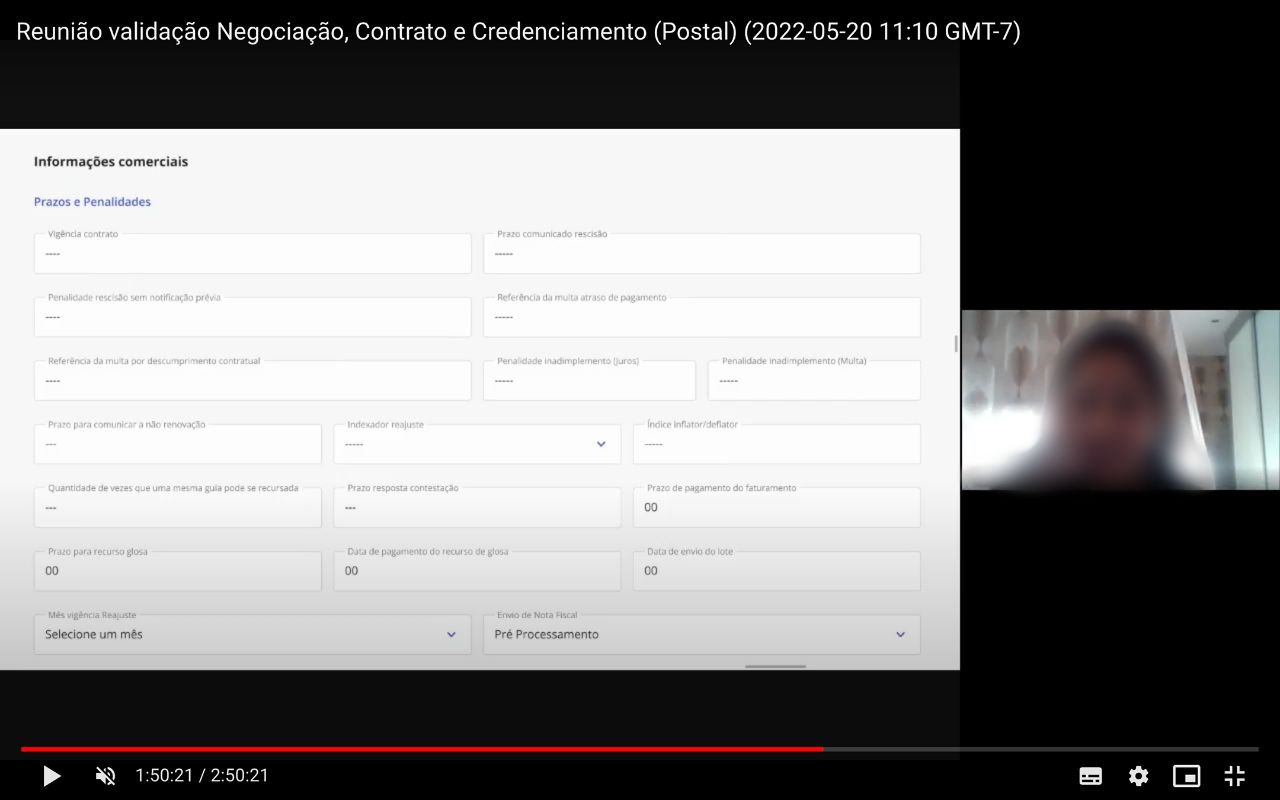 Reunião validação Negociação, Contrato e Credenciamento (Postal) (2022-05-20 11:10 GMT-7)
Informações comerciais
Prazos e Penalidades
Vigência contrato
----
Prazo comunicado rescisão
-----
Penalidade rescisão sem notificação prévia
----
Referência da multa atraso de pagamento
-----
Referência da multa por descumprimento contratual
----
Penalidade inadimplemento (Juros)
-----
Penalidade inadimplemento (Multa)
-----
Prazo para comunicar a não renovação
---
Indexador reajuste
-----
Índice inflator/deflator
-----
Quantidade de vezes que uma mesma guia pode se recursada
---
Prazo resposta contestação
---
Prazo de pagamento do faturamento
00
Prazo para recurso glosa
00
Data de pagamento do recurso de glosa
00
Data de envio do lote
00
Mês vigência Reajuste
Selecione um mês
Envio de Nota Fiscal
Pré Processamento
1:50:21 / 2:50:21